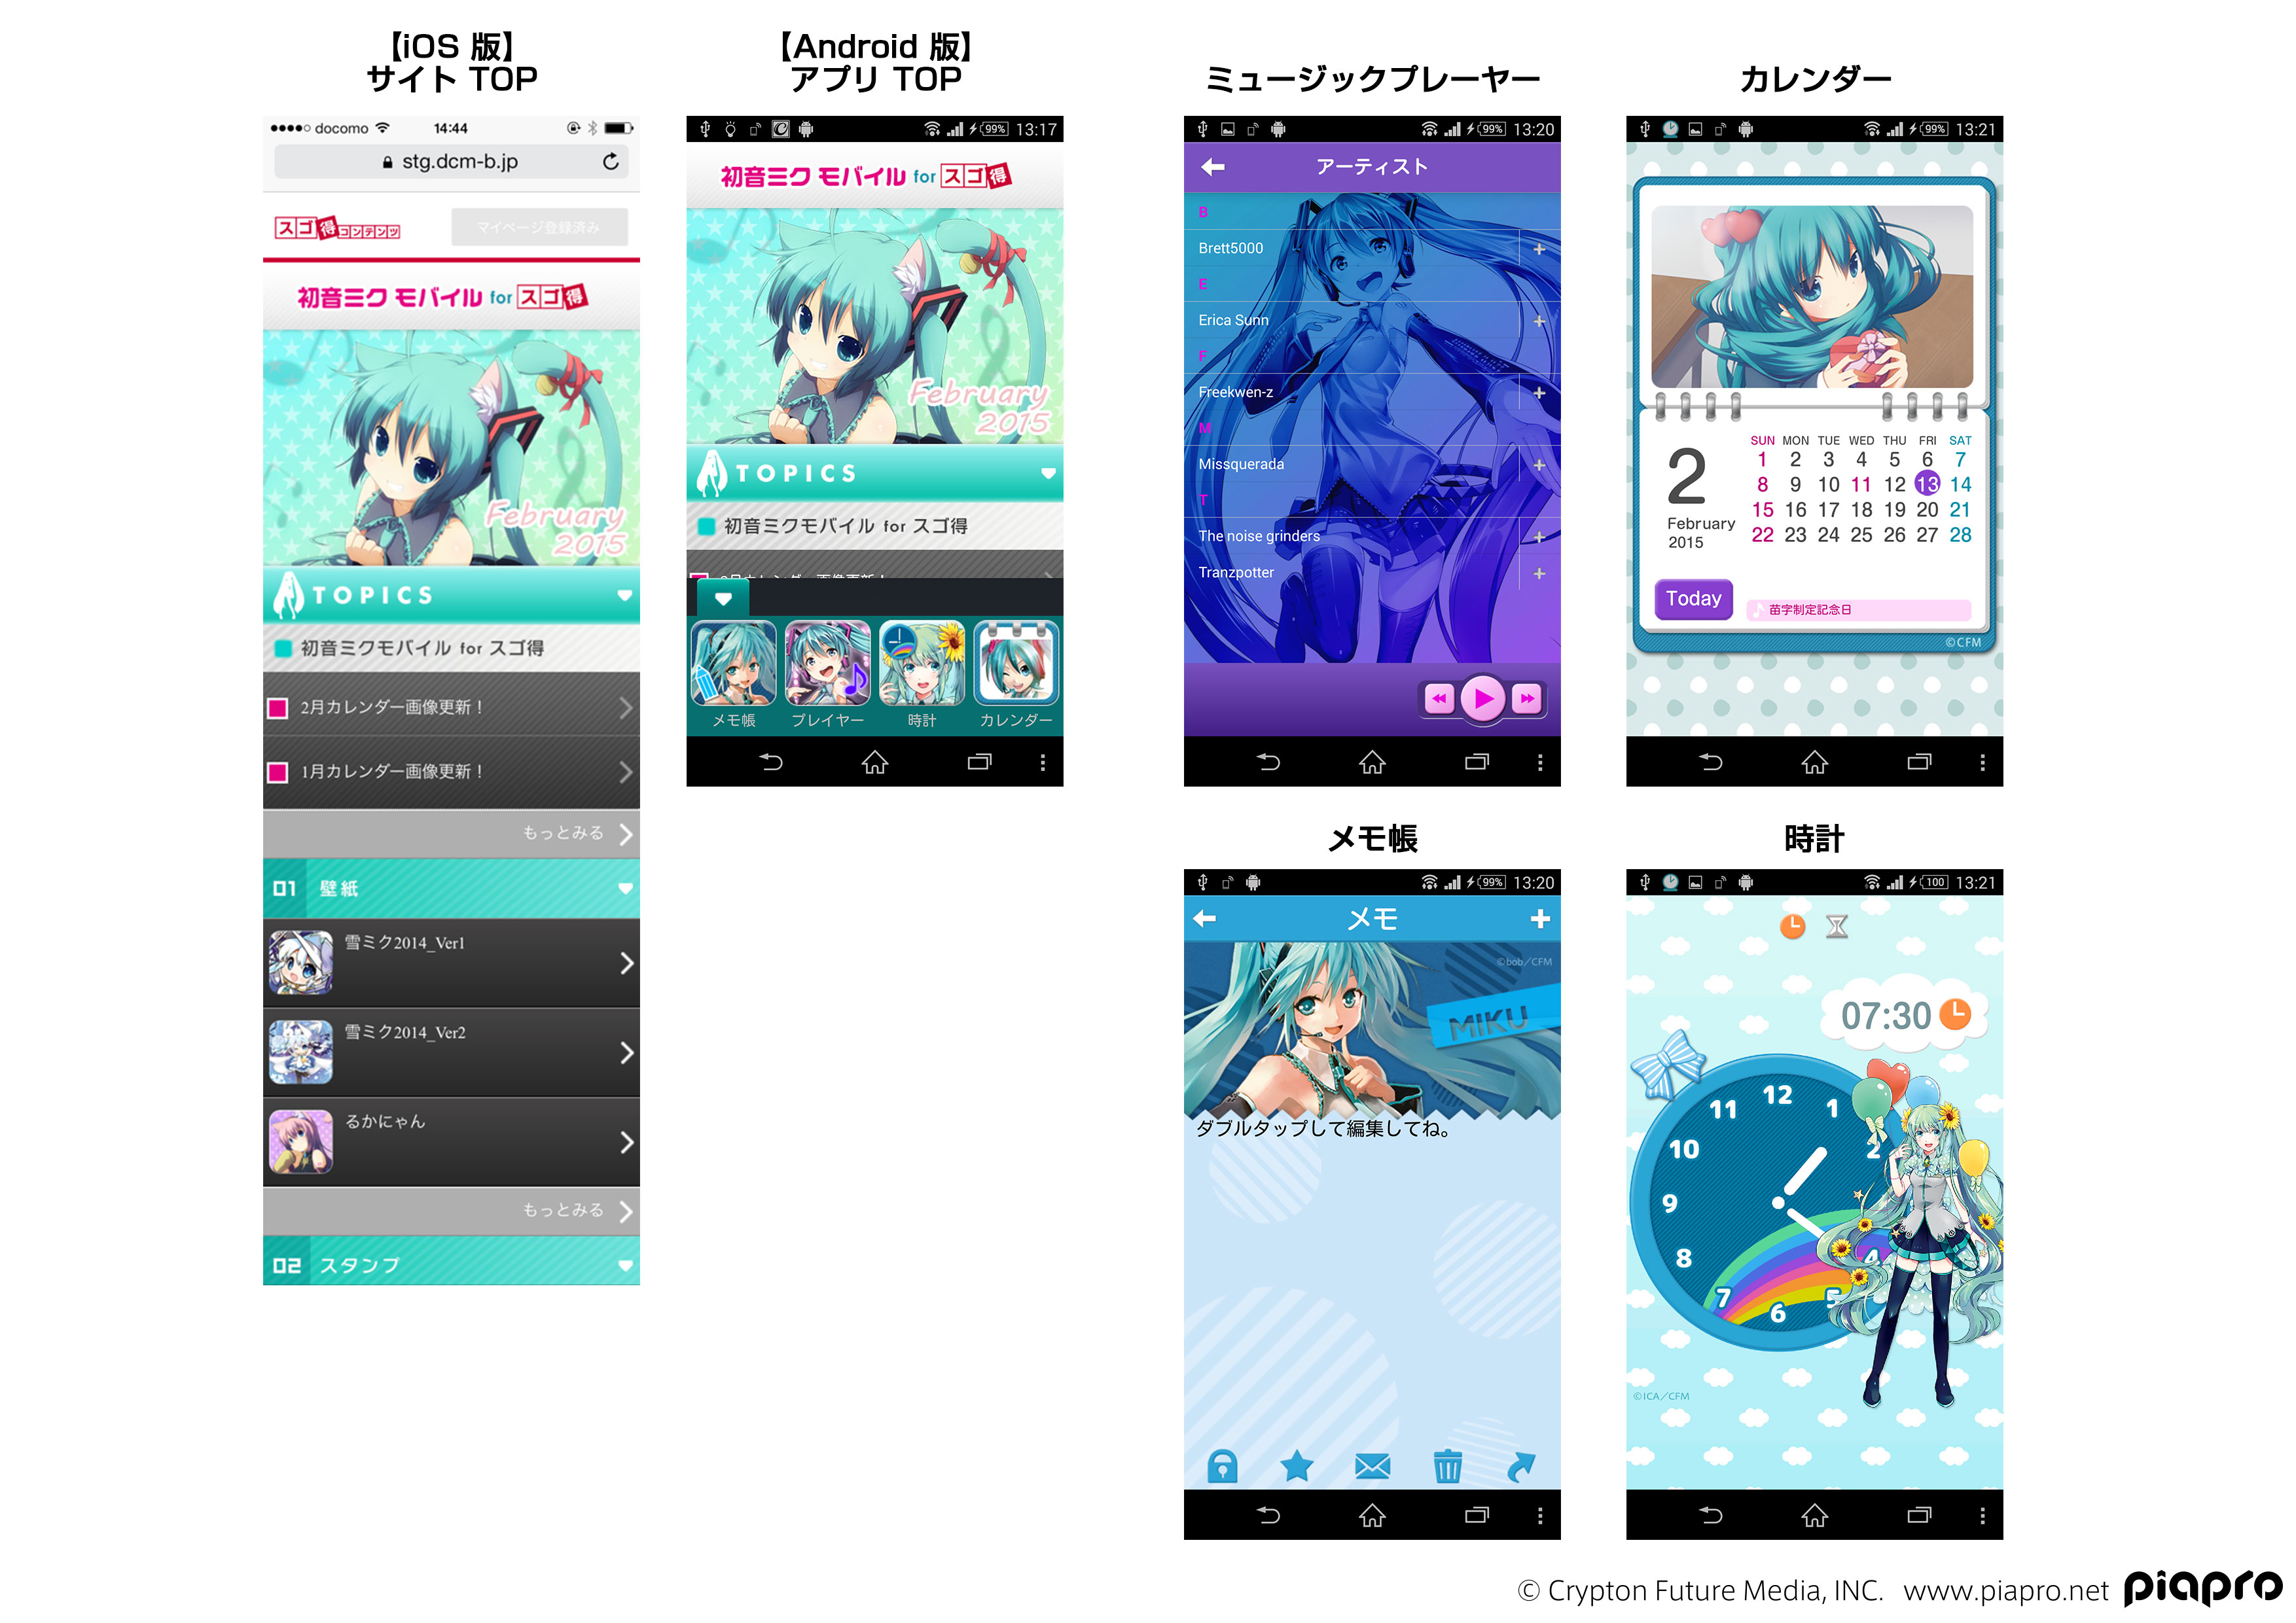 【iOS 版】
サイト TOP
docomo 14:44
stg.dcm-b.jp
スゴ得コンテンツ
マイページ登録済み
初音ミク モバイル for スゴ得
February
2015
TOPICS
初音ミクモバイル for スゴ得
2月カレンダー画像更新！
1月カレンダー画像更新！
もっとみる
01 壁紙
雪ミク2014_Ver1
雪ミク2014_Ver2
るかにゃん
もっとみる
02 スタンプ
【Android 版】
アプリ TOP
99% 13:17
初音ミク モバイル for スゴ得
February
2015
TOPICS
初音ミクモバイル for スゴ得
2月カレンダー画像更新！
メモ帳 プレイヤー 時計 カレンダー
ミュージックプレーヤー
99% 13:20
アーティスト
B
Brett5000
E
Erica Sunn
F
Freekwen-z
M
Missquerada
T
The noise grinders
Tranzpotter
カレンダー
99% 13:21
2
February
2015
SUN MON TUE WED THU FRI SAT
1 2 3 4 5 6 7
8 9 10 11 12 13 14
15 16 17 18 19 20 21
22 23 24 25 26 27 28
Today
苗字制定記念日
©CFM
メモ帳
99% 13:20
メモ
©bob／CFM
MIKU
ダブルタップして編集してね。
時計
100 13:21
07:30
12
11 1
10 2
9
8 4
7 5
6
©ICA／CFM
© Crypton Future Media, INC. www.piapro.net piapro